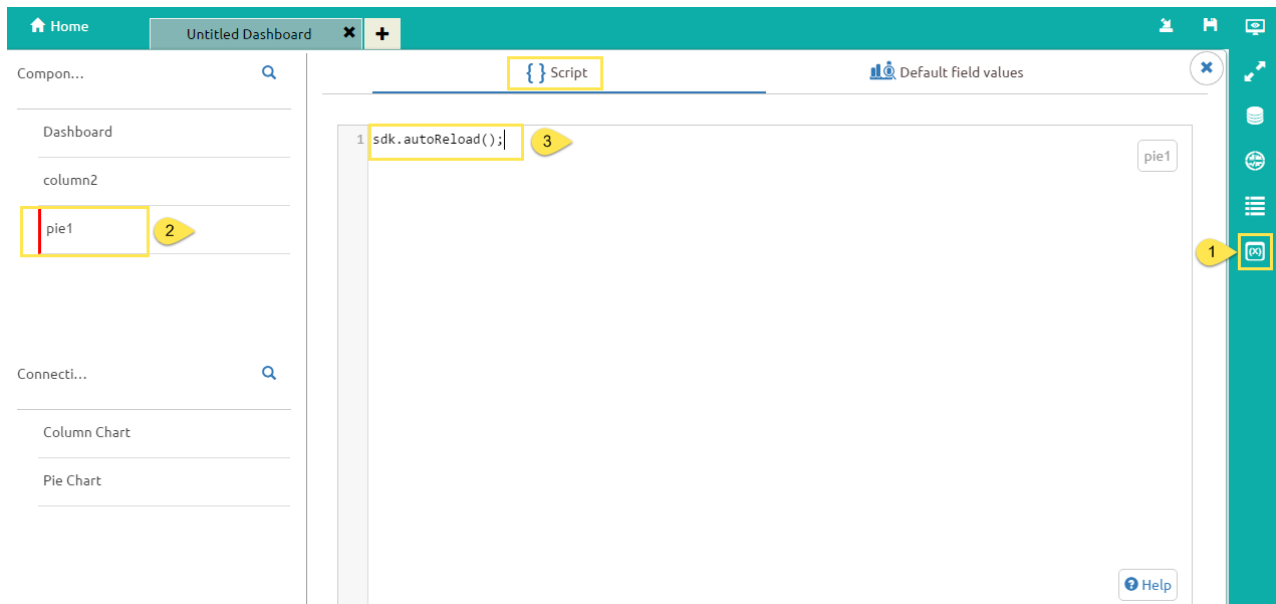 Home
Untitled Dashboard
Compon...
{ } Script
Default field values
Dashboard
1 sdk.autoReload();
3
pie1
column2
pie1
2
1
(x)
Connecti...
Column Chart
Pie Chart
Help